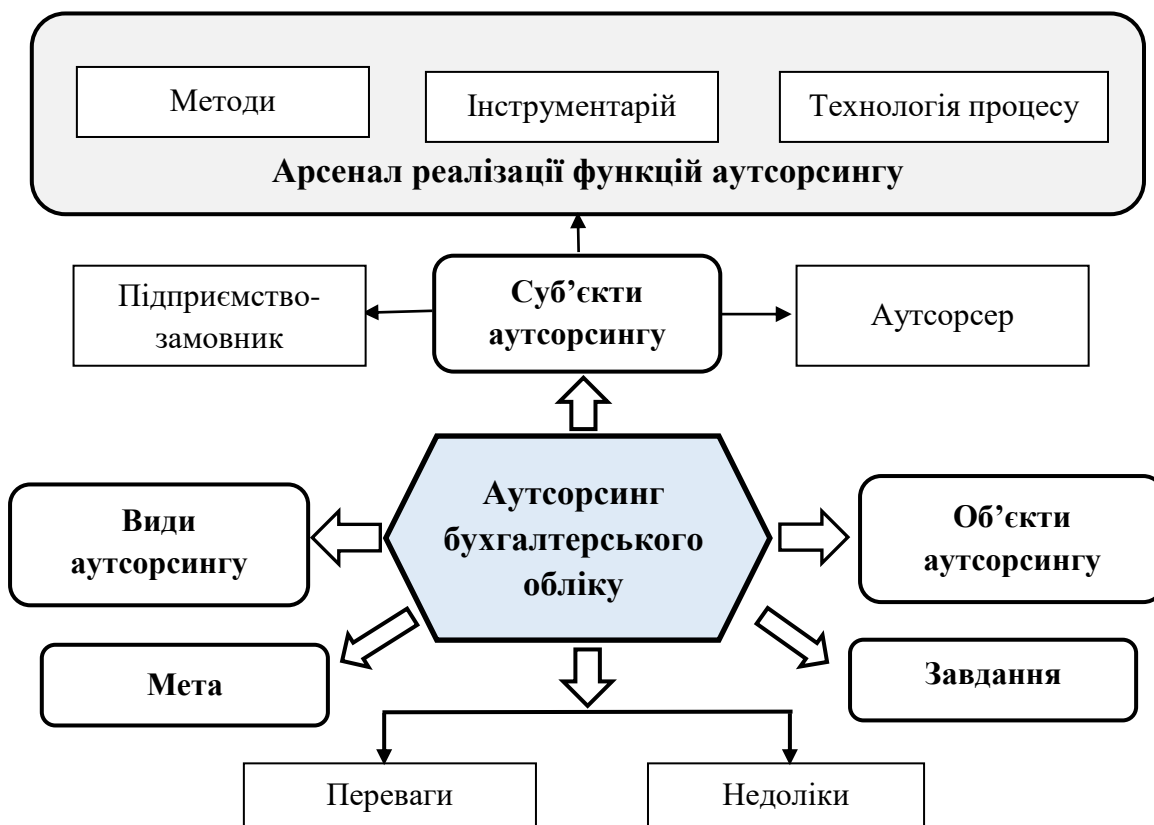 Методи
Інструментарій
Технологія процесу
Арсенал реалізації функцій аутсорсингу
Підприємство-
замовник
Суб’єкти
аутсорсингу
Аутсорсер
Види
аутсорсингу
Аутсорсинг
бухгалтерського
обліку
Об’єкти
аутсорсингу
Мета
Завдання
Переваги
Недоліки